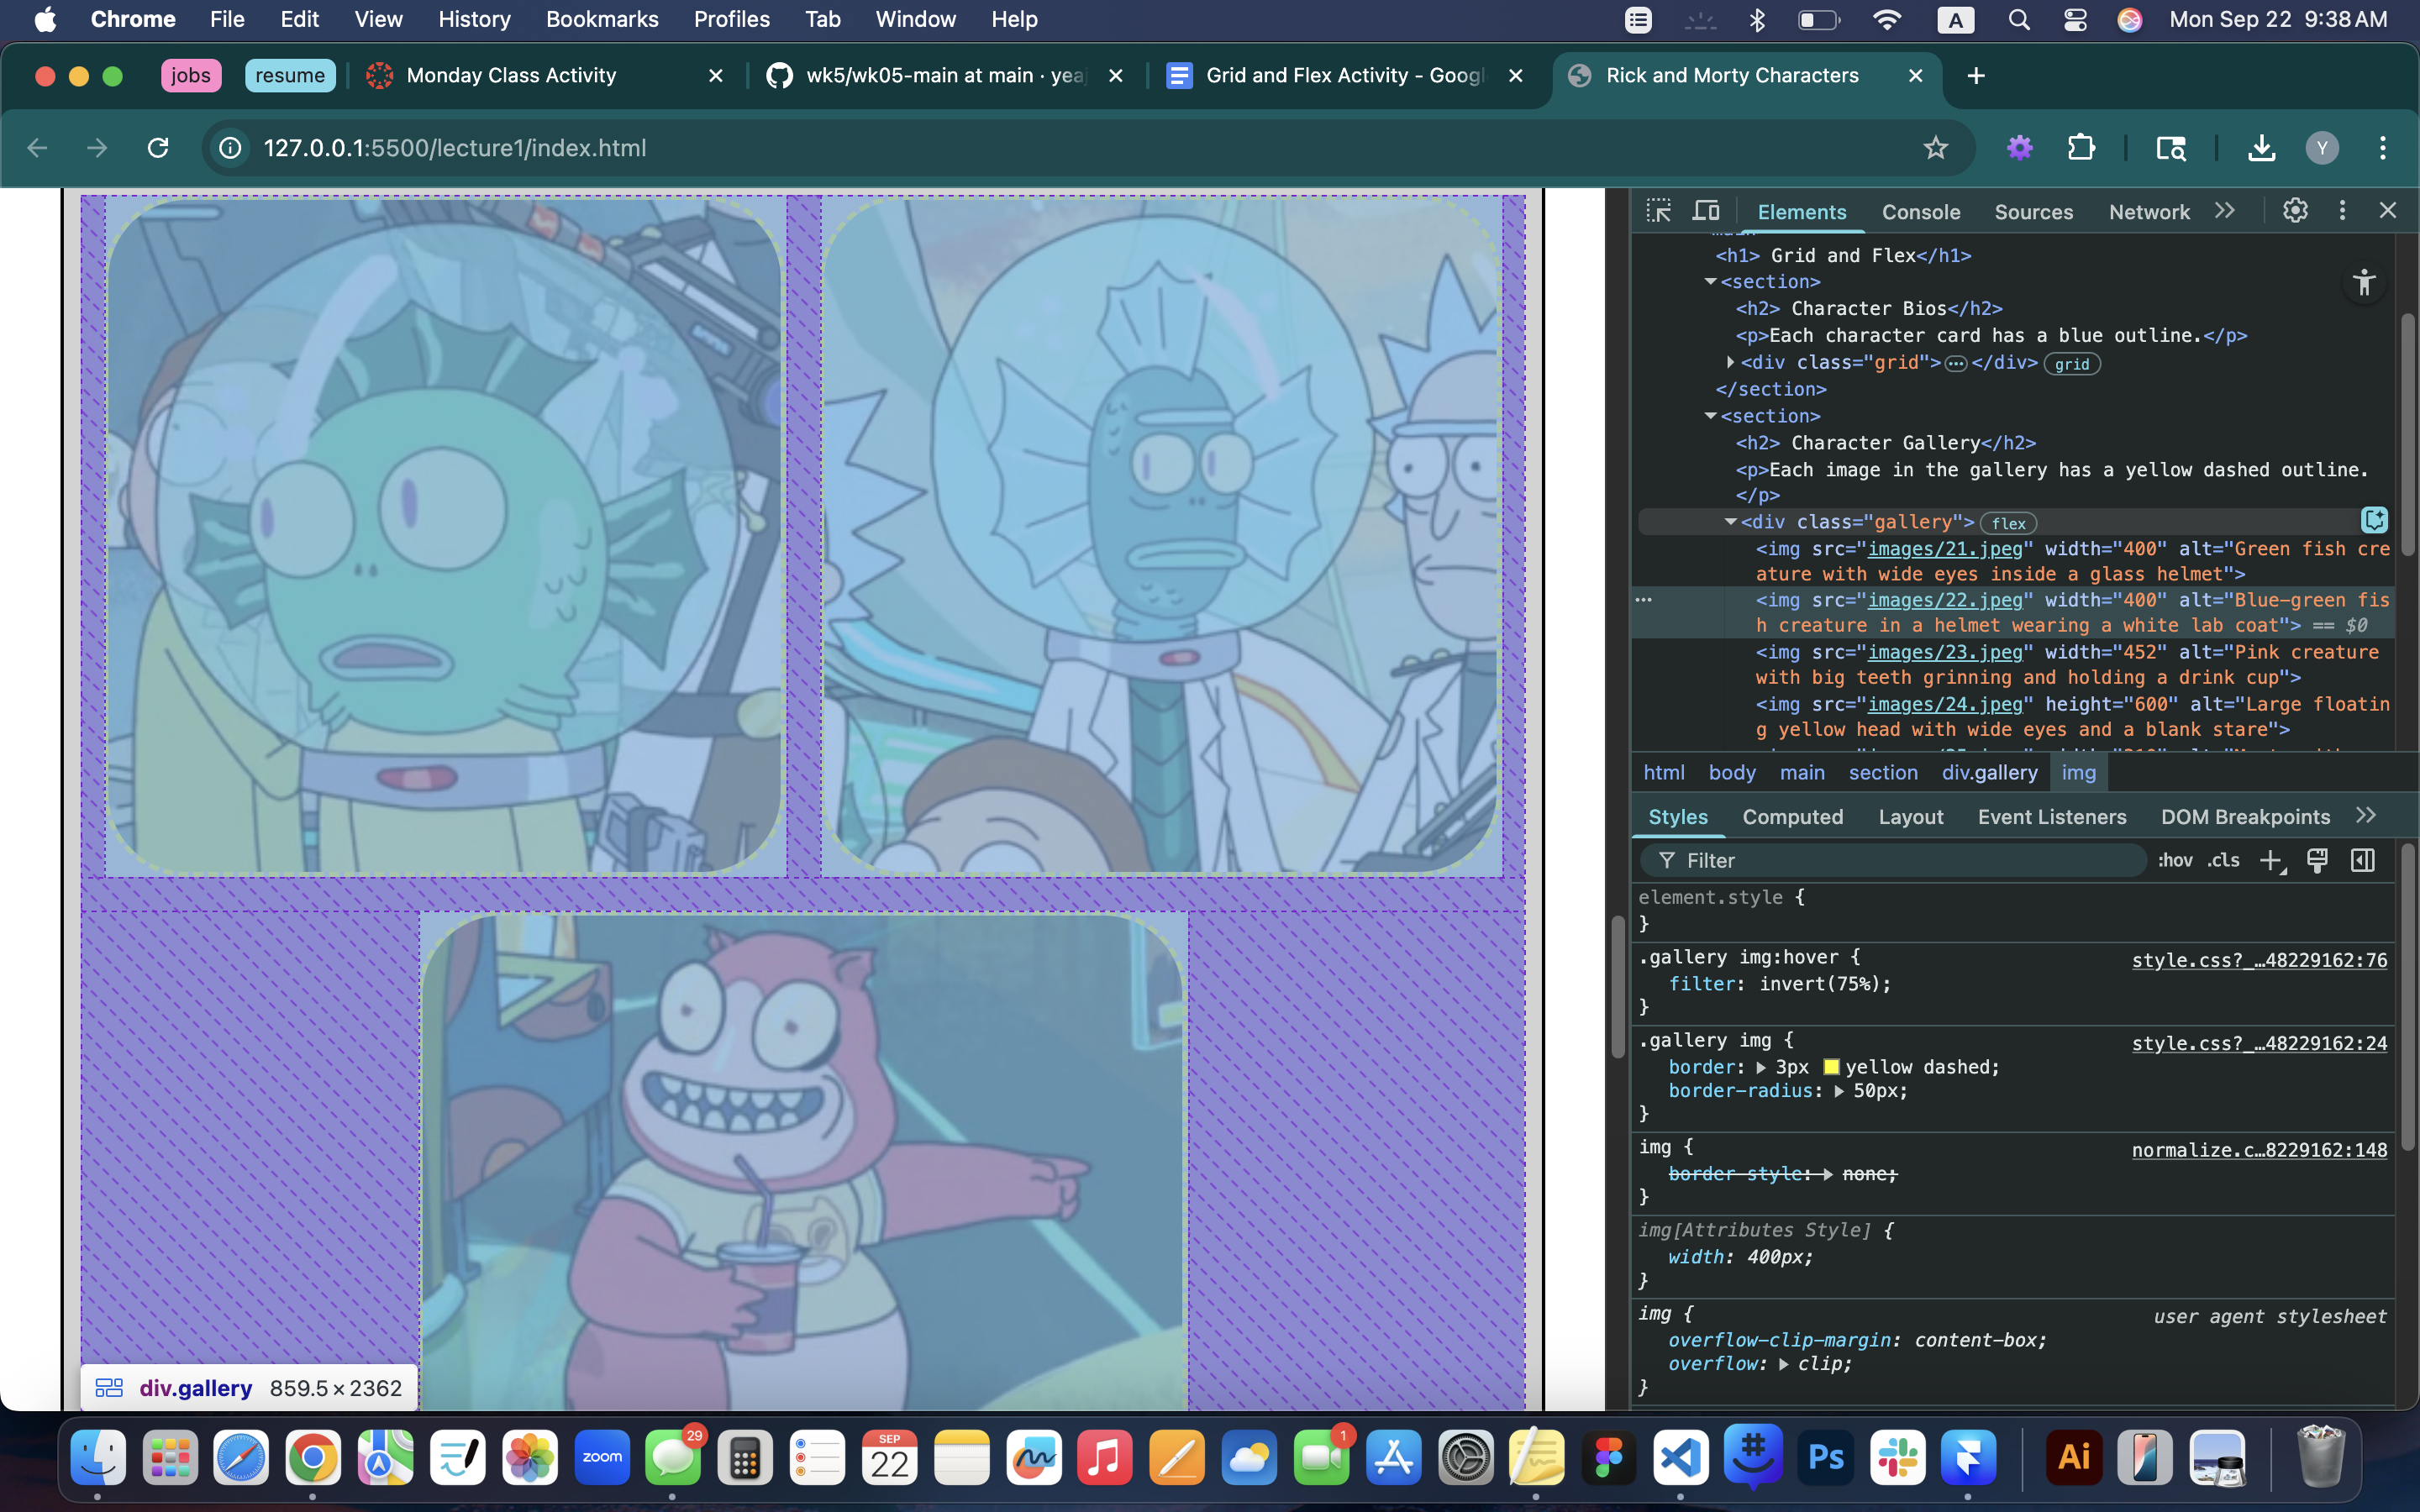 Chrome File Edit View History Bookmarks Profiles Tab Window Help A Mon Sep 22 9:38 AM
jobs resume Monday Class Activity wk5/wk05-main at main · yeaj Grid and Flex Activity - Googl Rick and Morty Characters
127.0.0.1:5500/lecture1/index.html Y
Elements Console Sources Network
<h1> Grid and Flex</h1>
<section>
<h2> Character Bios</h2>
<p>Each character card has a blue outline.</p>
<div class="grid">…</div> grid
</section>
<section>
<h2> Character Gallery</h2>
<p>Each image in the gallery has a yellow dashed outline.
</p>
<div class="gallery"> flex
<img src="images/21.jpeg" width="400" alt="Green fish cre
ature with wide eyes inside a glass helmet">
<img src="images/22.jpeg" width="400" alt="Blue-green fis
h creature in a helmet wearing a white lab coat"> == $0
<img src="images/23.jpeg" width="452" alt="Pink creature
with big teeth grinning and holding a drink cup">
<img src="images/24.jpeg" height="600" alt="Large floatin
g yellow head with wide eyes and a blank stare">
html body main section div.gallery img
Styles Computed Layout Event Listeners DOM Breakpoints
Filter :hov .cls
element.style {
}
.gallery img:hover { style.css?_…48229162:76
filter: invert(75%);
}
.gallery img { style.css?_…48229162:24
border: 3px yellow dashed;
border-radius: 50px;
}
img { normalize.c…8229162:148
border-style: none;
}
img[Attributes Style] {
width: 400px;
}
img { user agent stylesheet
overflow-clip-margin: content-box;
overflow: clip;
}
div.gallery 859.5×2362
zoom 29 SEP 22 1 Ps Ai